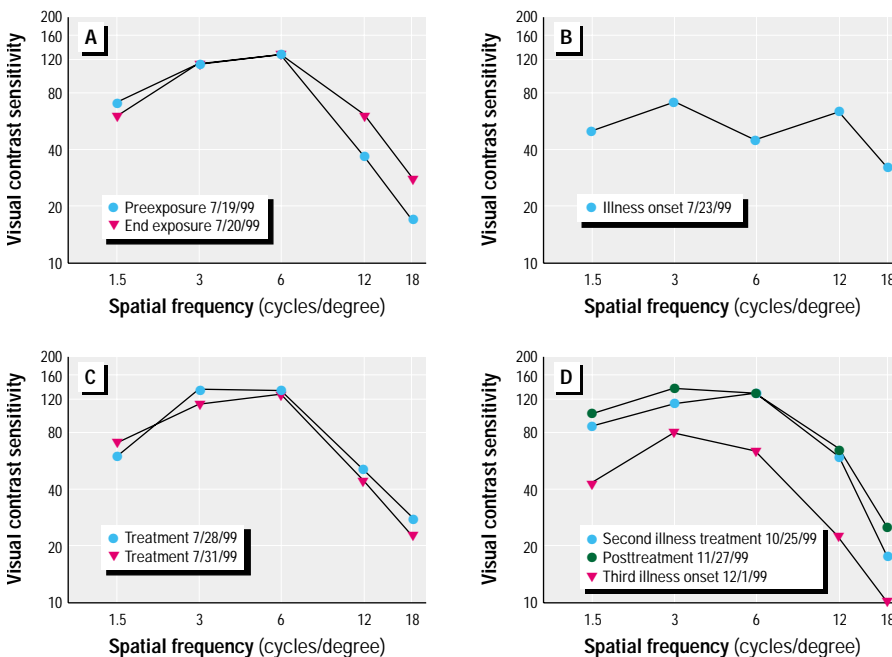 A
Visual contrast sensitivity
200
160
120
80
40
20
10
Preexposure 7/19/99
End exposure 7/20/99
1.5 3 6 12 18
Spatial frequency (cycles/degree)
B
Visual contrast sensitivity
200
160
120
80
40
20
10
Illness onset 7/23/99
1.5 3 6 12 18
Spatial frequency (cycles/degree)
C
Visual contrast sensitivity
200
160
120
80
40
20
10
Treatment 7/28/99
Treatment 7/31/99
1.5 3 6 12 18
Spatial frequency (cycles/degree)
D
Visual contrast sensitivity
200
160
120
80
40
20
10
Second illness treatment 10/25/99
Posttreatment 11/27/99
Third illness onset 12/1/99
1.5 3 6 12 18
Spatial frequency (cycles/degree)